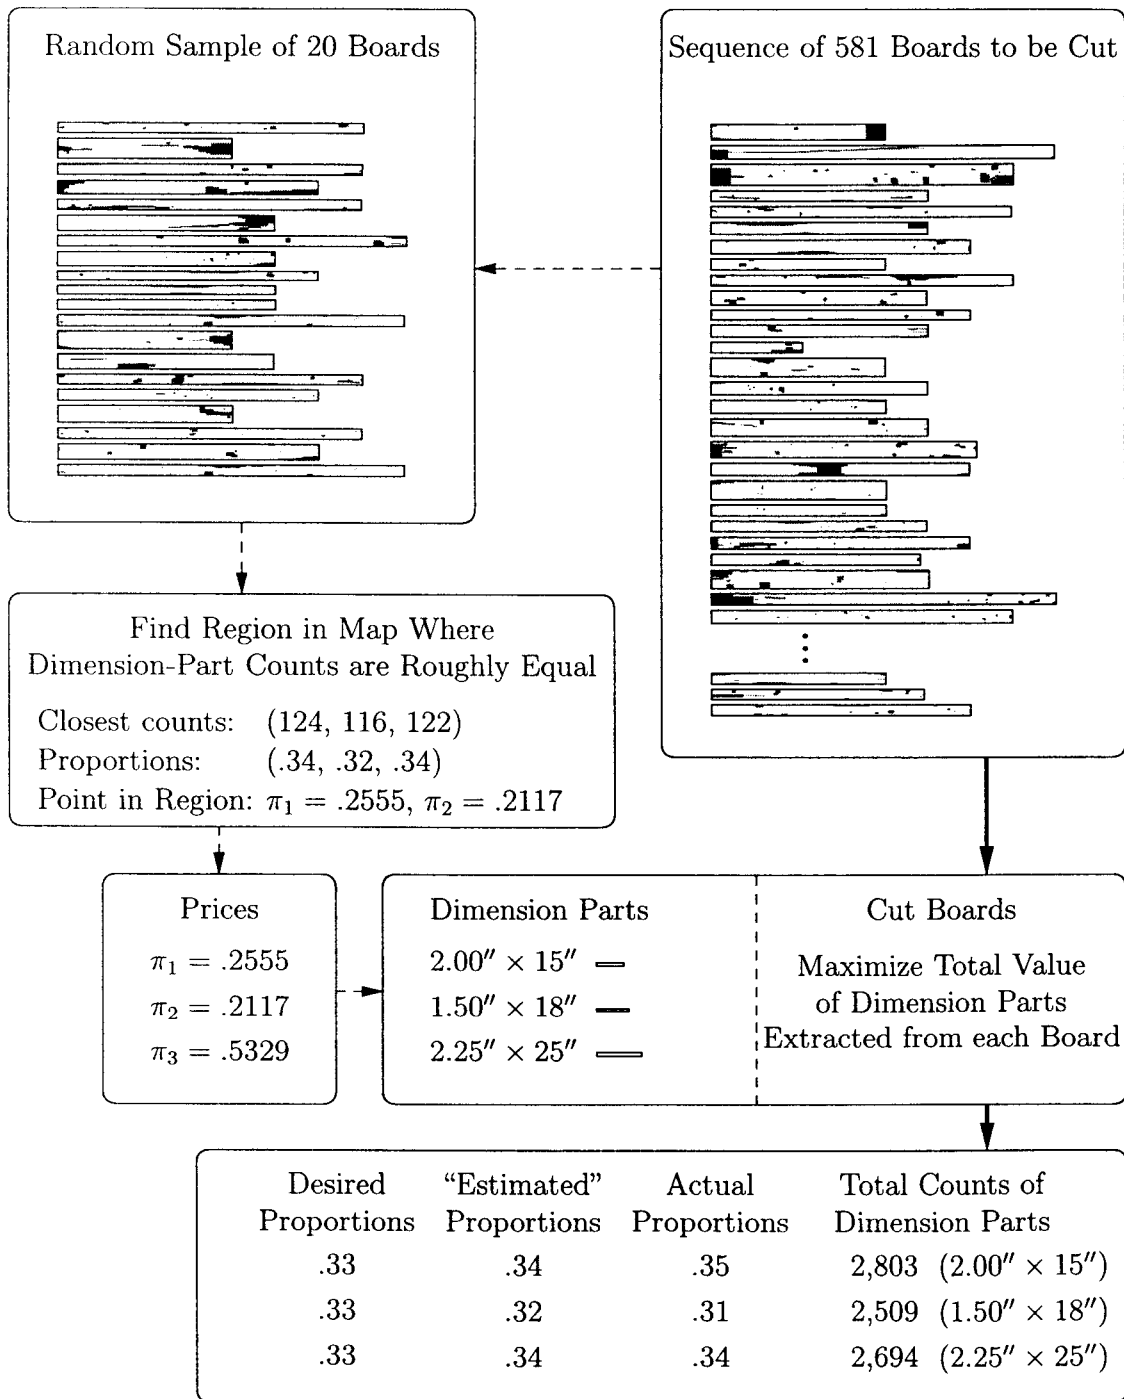 Random Sample of 20 Boards
Sequence of 581 Boards to be Cut
Find Region in Map Where
Dimension-Part Counts are Roughly Equal
Closest counts: (124, 116, 122)
Proportions: (.34, .32, .34)
Point in Region: π₁ = .2555, π₂ = .2117
Prices
π₁ = .2555
π₂ = .2117
π₃ = .5329
Dimension Parts
2.00″ × 15″
1.50″ × 18″
2.25″ × 25″
Cut Boards
Maximize Total Value
of Dimension Parts
Extracted from each Board
Desired “Estimated” Actual Total Counts of
Proportions Proportions Proportions Dimension Parts
.33 .34 .35 2,803 (2.00″ × 15″)
.33 .32 .31 2,509 (1.50″ × 18″)
.33 .34 .34 2,694 (2.25″ × 25″)